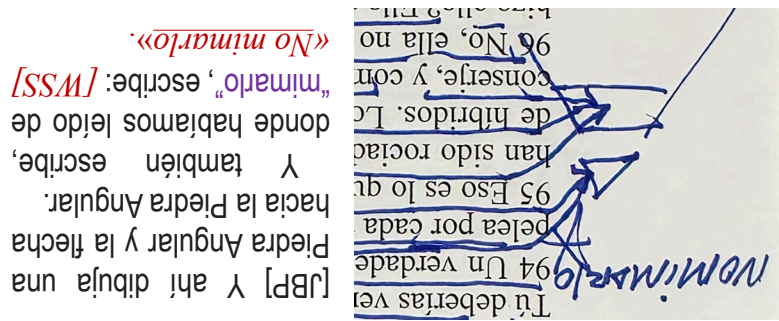 NO MIMARLO
Tú deberías ver
94 Un verdade
pelea por cada
95 Eso es lo qu
han sido rociad
de híbridos. Lo
conserje, y com
96 No, ella no
[JBP] Y ahí dibuja una
Piedra Angular y la flecha
hacia la Piedra Angular.
Y también escribe,
donde habíamos leído de
“mimarlo”, escribe: [WSS]
«No mimarlo».